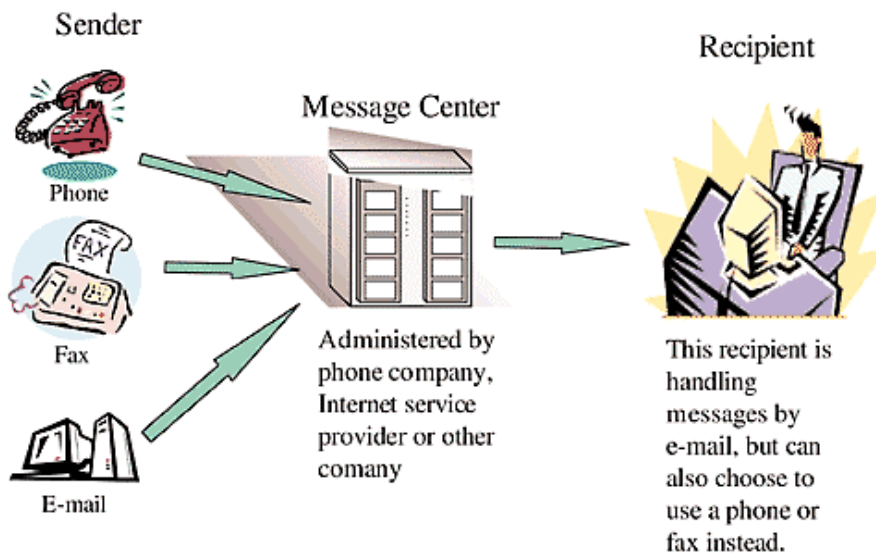 Sender
Phone
FAX
Fax
E-mail
Message Center
Administered by
phone company,
Internet service
provider or other
comany
Recipient
This recipient is
handling
messages by
e-mail, but can
also choose to
use a phone or
fax instead.